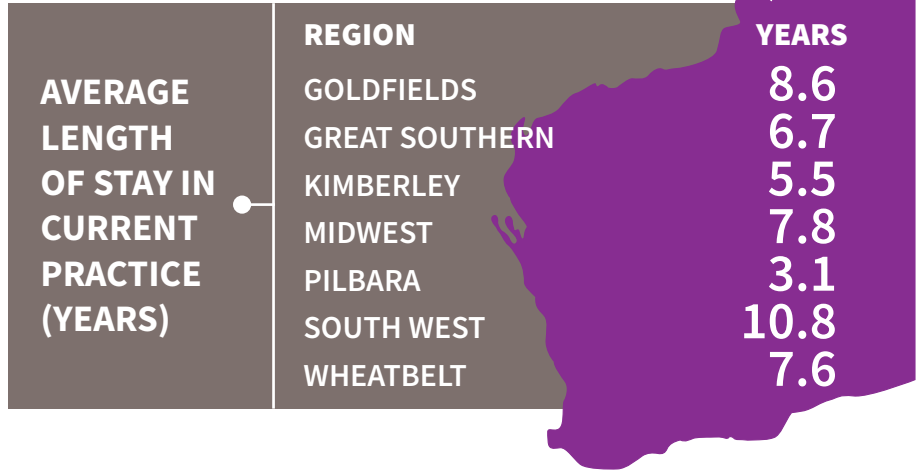 AVERAGE
LENGTH
OF STAY IN
CURRENT
PRACTICE
(YEARS)
REGION YEARS
GOLDFIELDS 8.6
GREAT SOUTHERN 6.7
KIMBERLEY 5.5
MIDWEST 7.8
PILBARA 3.1
SOUTH WEST 10.8
WHEATBELT 7.6